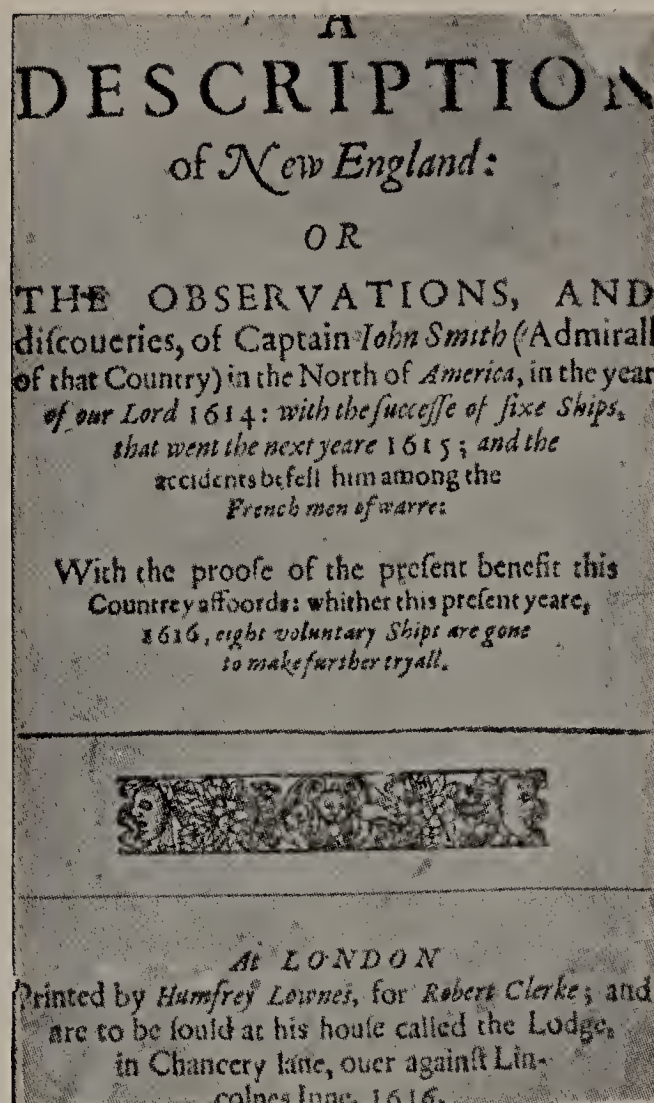 A
DESCRIPTION
of New England:
OR
THE OBSERVATIONS, AND
diſcoueries, of Captain Iohn Smith (Admirall
of that Country) in the North of America, in the year
of our Lord 1614: with the ſucceſſe of ſixe Ships,
that went the next yeare 1615; and the
accidents befell him among the
French men of warre:
With the proofe of the preſent benefit this
Countrey affoords: whither this preſent yeare,
1616, eight voluntary Ships are gone
to make further tryall.
At LONDON
Printed by Humfrey Lownes, for Robert Clerke; and
are to be ſould at his houſe called the Lodge,
in Chancery lane, ouer againſt Lin-
colnes Inne. 1616.